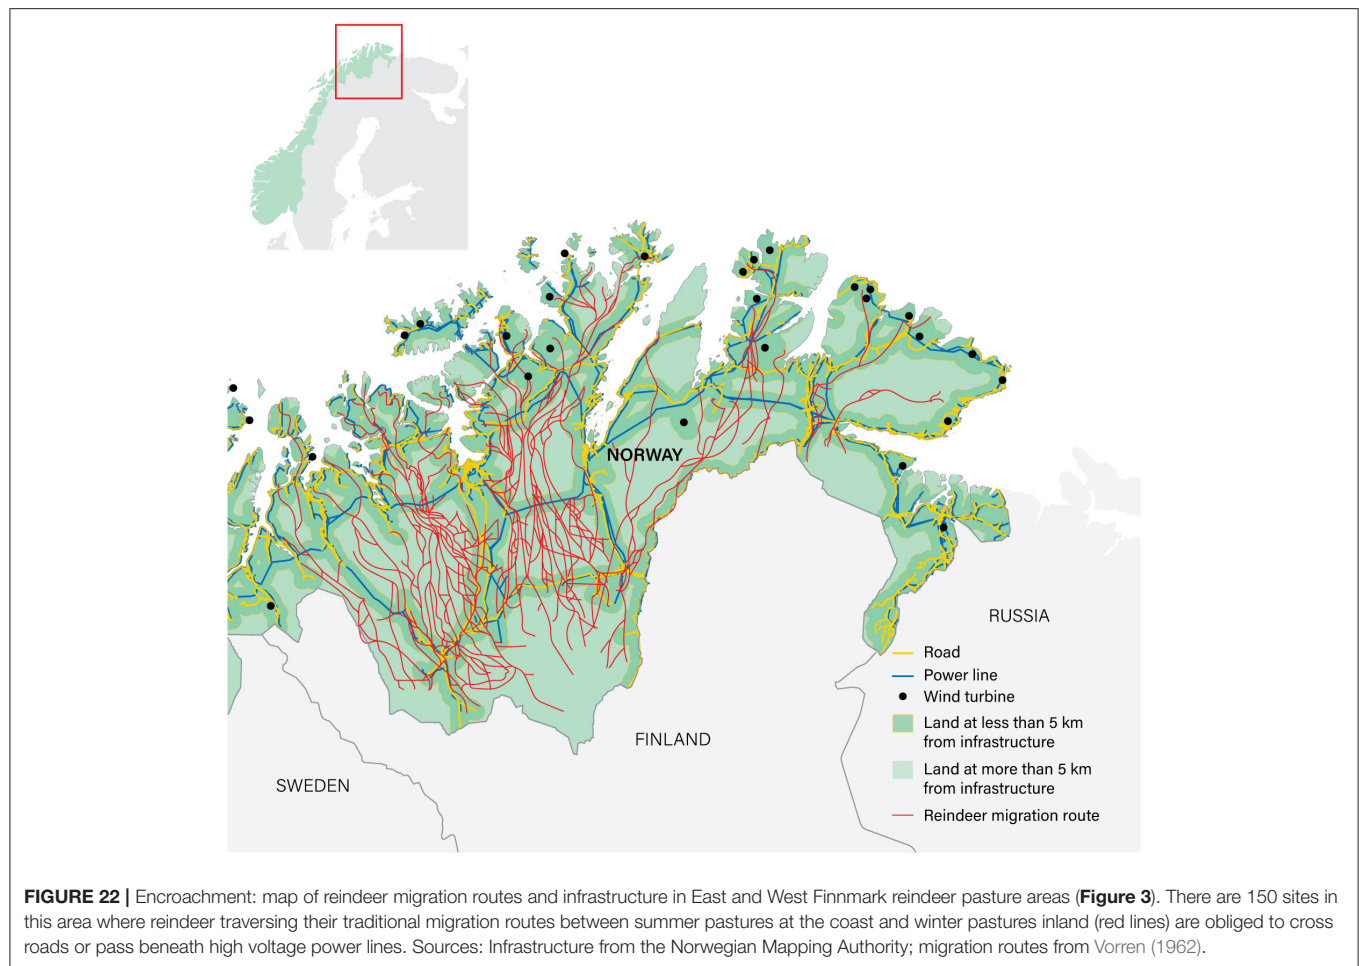 NORWAY
RUSSIA
Road
Power line
Wind turbine
Land at less than 5 km
from infrastructure
FINLAND
Land at more than 5 km
from infrastructure
SWEDEN
Reindeer migration route
FIGURE 22 | Encroachment: map of reindeer migration routes and infrastructure in East and West Finnmark reindeer pasture areas (Figure 3). There are 150 sites in
this area where reindeer traversing their traditional migration routes between summer pastures at the coast and winter pastures inland (red lines) are obliged to cross
roads or pass beneath high voltage power lines. Sources: Infrastructure from the Norwegian Mapping Authority; migration routes from Vorren (1962).